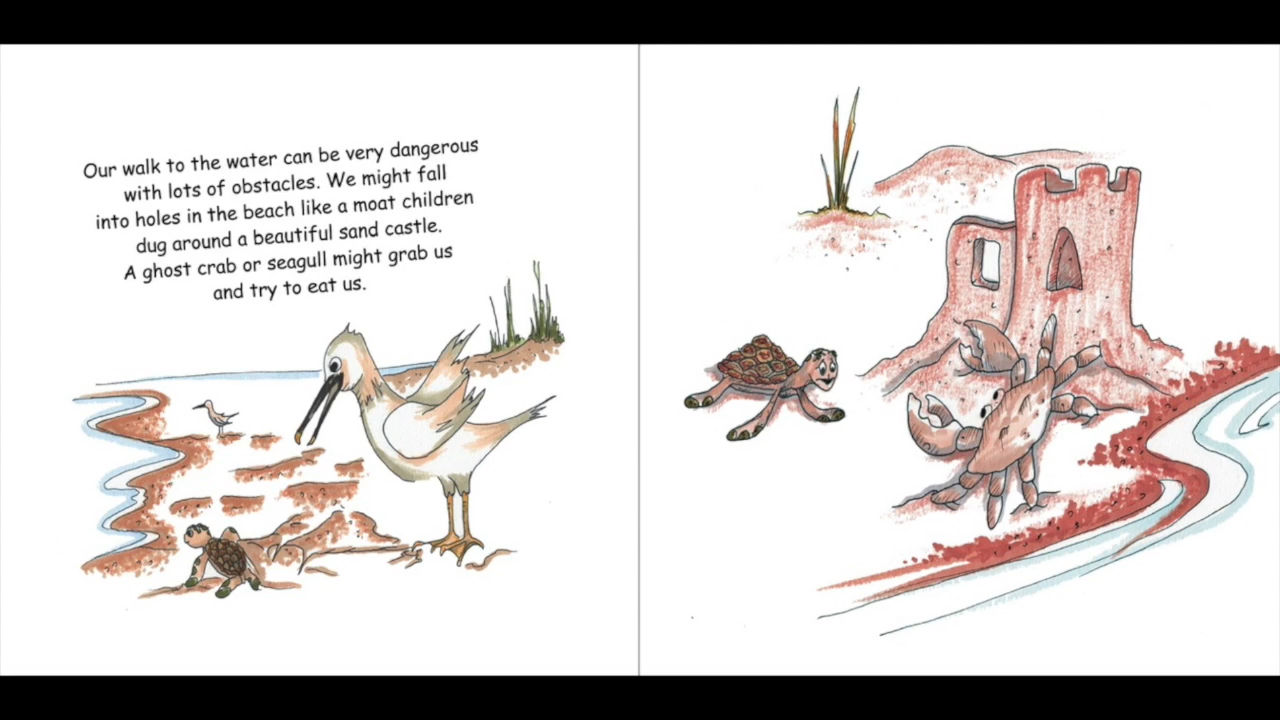 Our walk to the water can be very dangerous
with lots of obstacles. We might fall
into holes in the beach like a moat children
dug around a beautiful sand castle.
A ghost crab or seagull might grab us
and try to eat us.